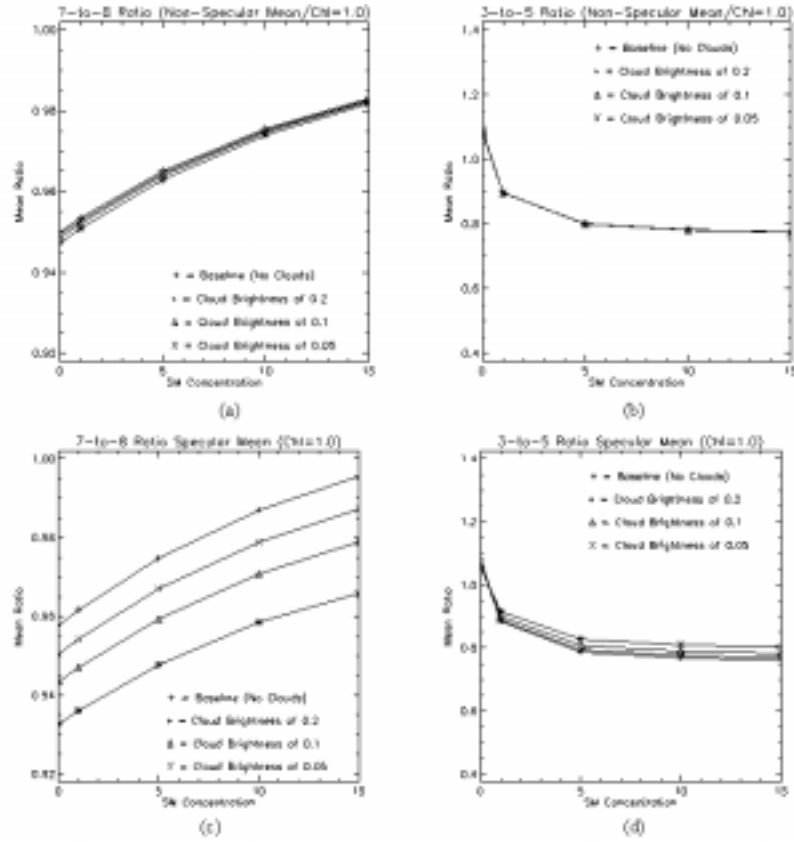 7-to-8 Ratio (Non-Specular Mean/Chl=1.0)
1.00
0.98
0.96
0.94
Mean Ratio
+ = Baseline (No Clouds)
Cloud Brightness of 0.2
Δ = Cloud Brightness of 0.1
X = Cloud Brightness of 0.05
0 5 10 15
SM Concentration
(a)
3-to-5 Ratio (Non-Specular Mean/Chl=1.0)
1.4
1.2
1.0
0.8
0.6
0.4
Mean Ratio
+ = Baseline (No Clouds)
Cloud Brightness of 0.2
Δ = Cloud Brightness of 0.1
X = Cloud Brightness of 0.05
0 5 10 15
SM Concentration
(b)
7-to-8 Ratio Specular Mean (Chl=1.0)
1.00
0.98
0.96
0.94
0.92
Mean Ratio
+ = Baseline (No Clouds)
= Cloud Brightness of 0.2
Δ = Cloud Brightness of 0.1
X = Cloud Brightness of 0.05
0 5 10 15
SM Concentration
(c)
3-to-5 Ratio Specular Mean (Chl=1.0)
1.4
1.2
1.0
0.8
0.6
0.4
Mean Ratio
+ = Baseline (No Clouds)
= Cloud Brightness of 0.2
Δ = Cloud Brightness of 0.1
X = Cloud Brightness of 0.05
0 5 10 15
SM Concentration
(d)